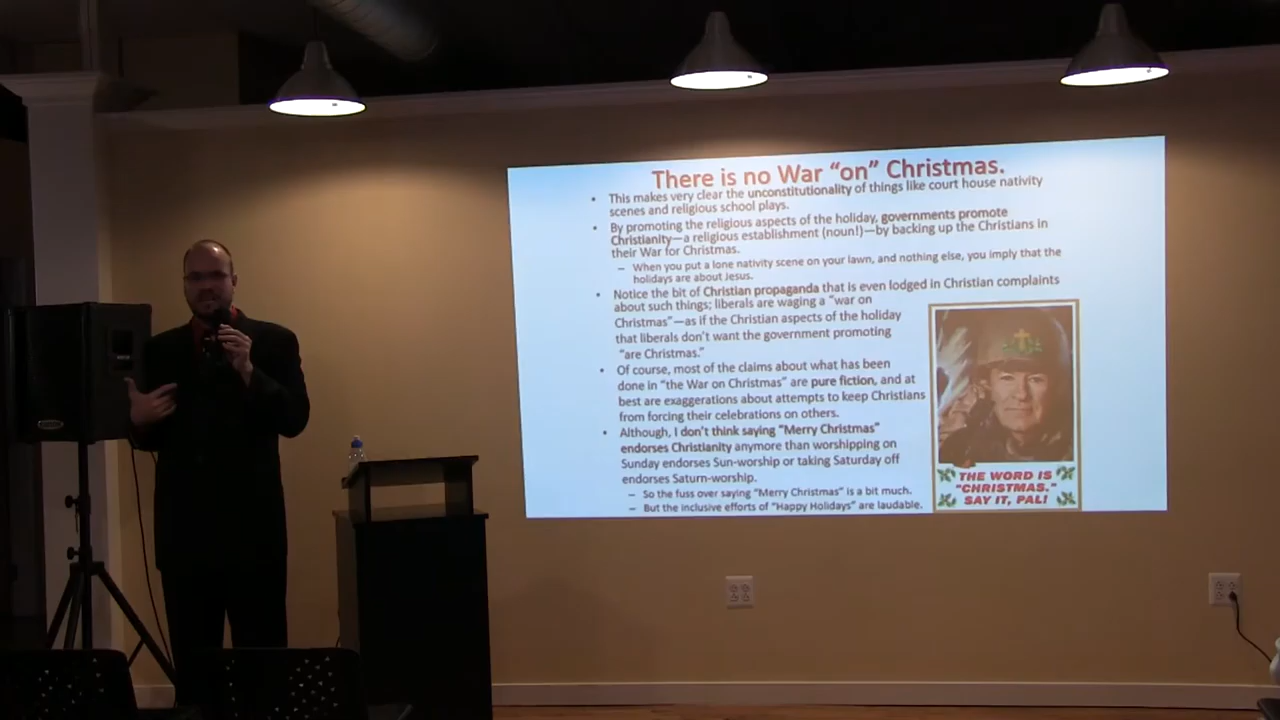 There is no War “on” Christmas.
• This makes very clear the unconstitutionality of things like court house nativity
scenes and religious school plays.
• By promoting the religious aspects of the holiday, governments promote
Christianity—a religious establishment (noun!)—by backing up the Christians in
their War for Christmas.
– When you put a lone nativity scene on your lawn, and nothing else, you imply that the
holidays are about Jesus.
• Notice the bit of Christian propaganda that is even lodged in Christian complaints
about such things; liberals are waging a “war on
Christmas”—as if the Christian aspects of the holiday
that liberals don’t want the government promoting
“are Christmas.”
• Of course, most of the claims about what has been
done in “the War on Christmas” are pure fiction, and at
best are exaggerations about attempts to keep Christians
from forcing their celebrations on others.
• Although, I don’t think saying “Merry Christmas”
endorses Christianity anymore than worshipping on
Sunday endorses Sun-worship or taking Saturday off
endorses Saturn-worship.
– So the fuss over saying “Merry Christmas” is a bit much.
– But the inclusive efforts of “Happy Holidays” are laudable.
THE WORD IS
"CHRISTMAS."
SAY IT, PAL!